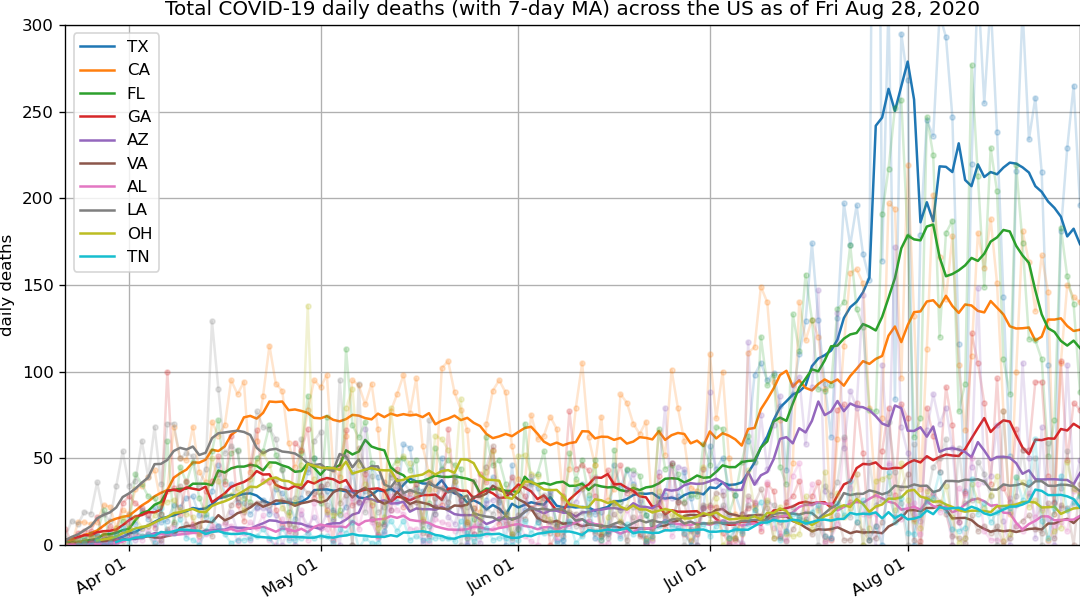 Total COVID-19 daily deaths (with 7-day MA) across the US as of Fri Aug 28, 2020
300
250
200
150
100
50
0
daily deaths
TX
CA
FL
GA
AZ
VA
AL
LA
OH
TN
Apr 01
May 01
Jun 01
Jul 01
Aug 01